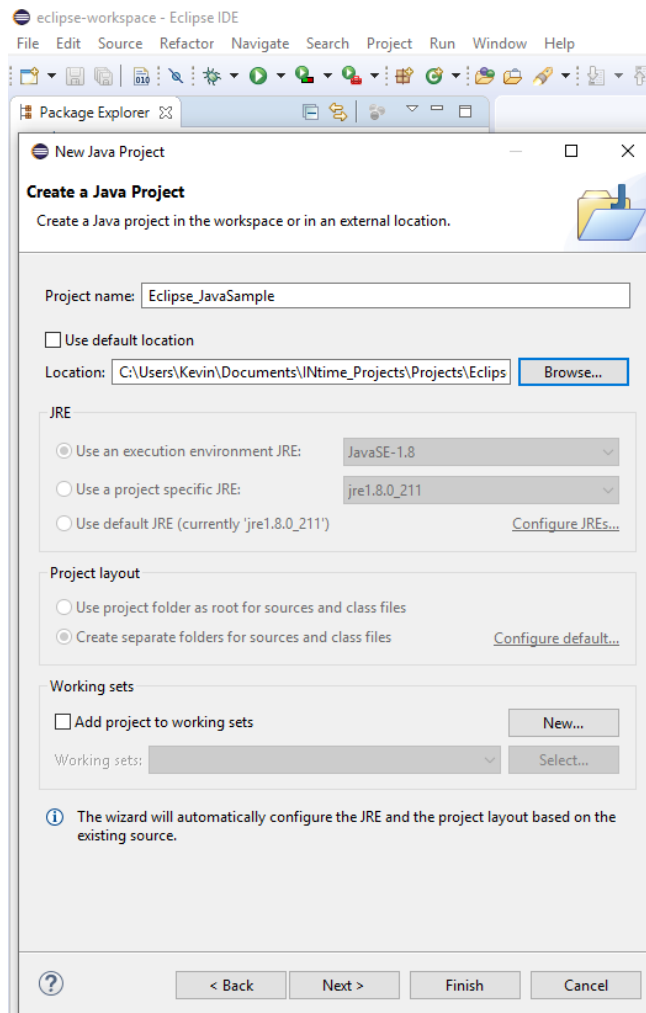 eclipse-workspace - Eclipse IDE
File Edit Source Refactor Navigate Search Project Run Window Help
010
Package Explorer
New Java Project
Create a Java Project
Create a Java project in the workspace or in an external location.
Project name: Eclipse_JavaSample
Use default location
Location: C:\Users\Kevin\Documents\INtime_Projects\Projects\Eclips Browse...
JRE
Use an execution environment JRE: JavaSE-1.8
Use a project specific JRE: jre1.8.0_211
Use default JRE (currently 'jre1.8.0_211') Configure JREs...
Project layout
Use project folder as root for sources and class files
Create separate folders for sources and class files Configure default...
Working sets
Add project to working sets New...
Working sets: Select...
The wizard will automatically configure the JRE and the project layout based on the
existing source.
? < Back Next > Finish Cancel